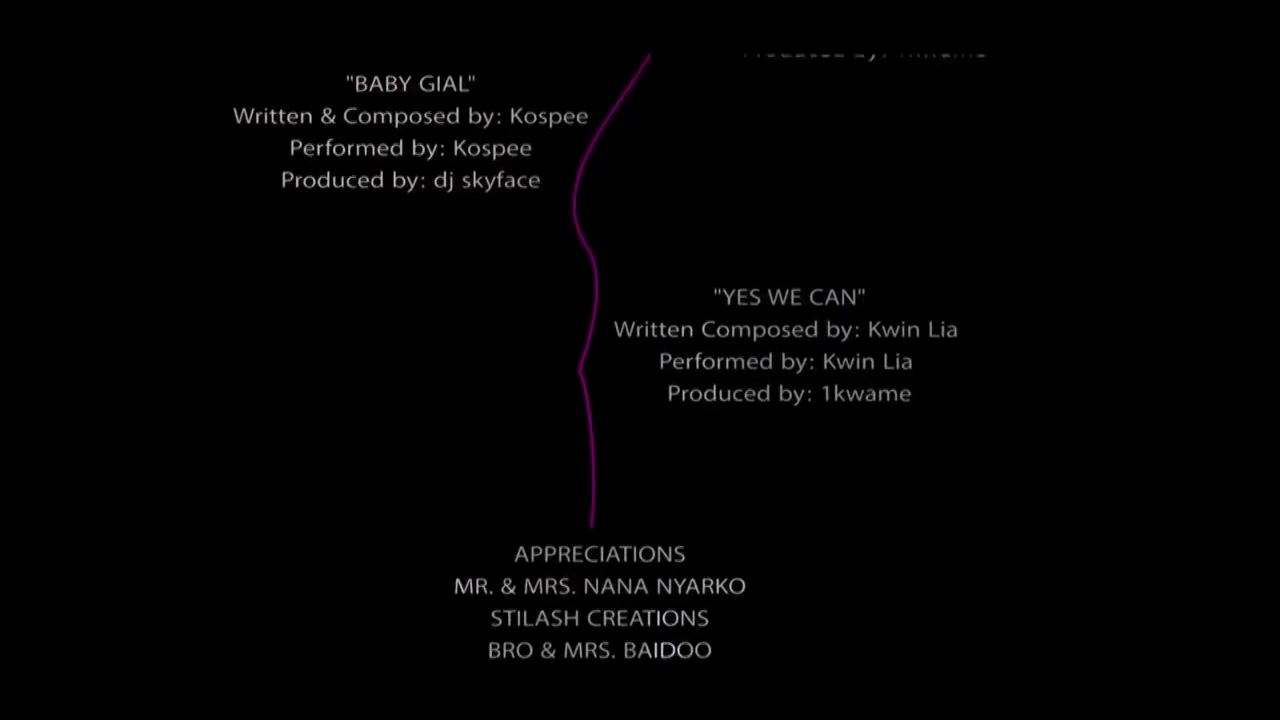 "BABY GIAL"
Written & Composed by: Kospee
Performed by: Kospee
Produced by: dj skyface
"YES WE CAN"
Written Composed by: Kwin Lia
Performed by: Kwin Lia
Produced by: 1kwame
APPRECIATIONS
MR. & MRS. NANA NYARKO
STILASH CREATIONS
BRO & MRS. BAIDOO